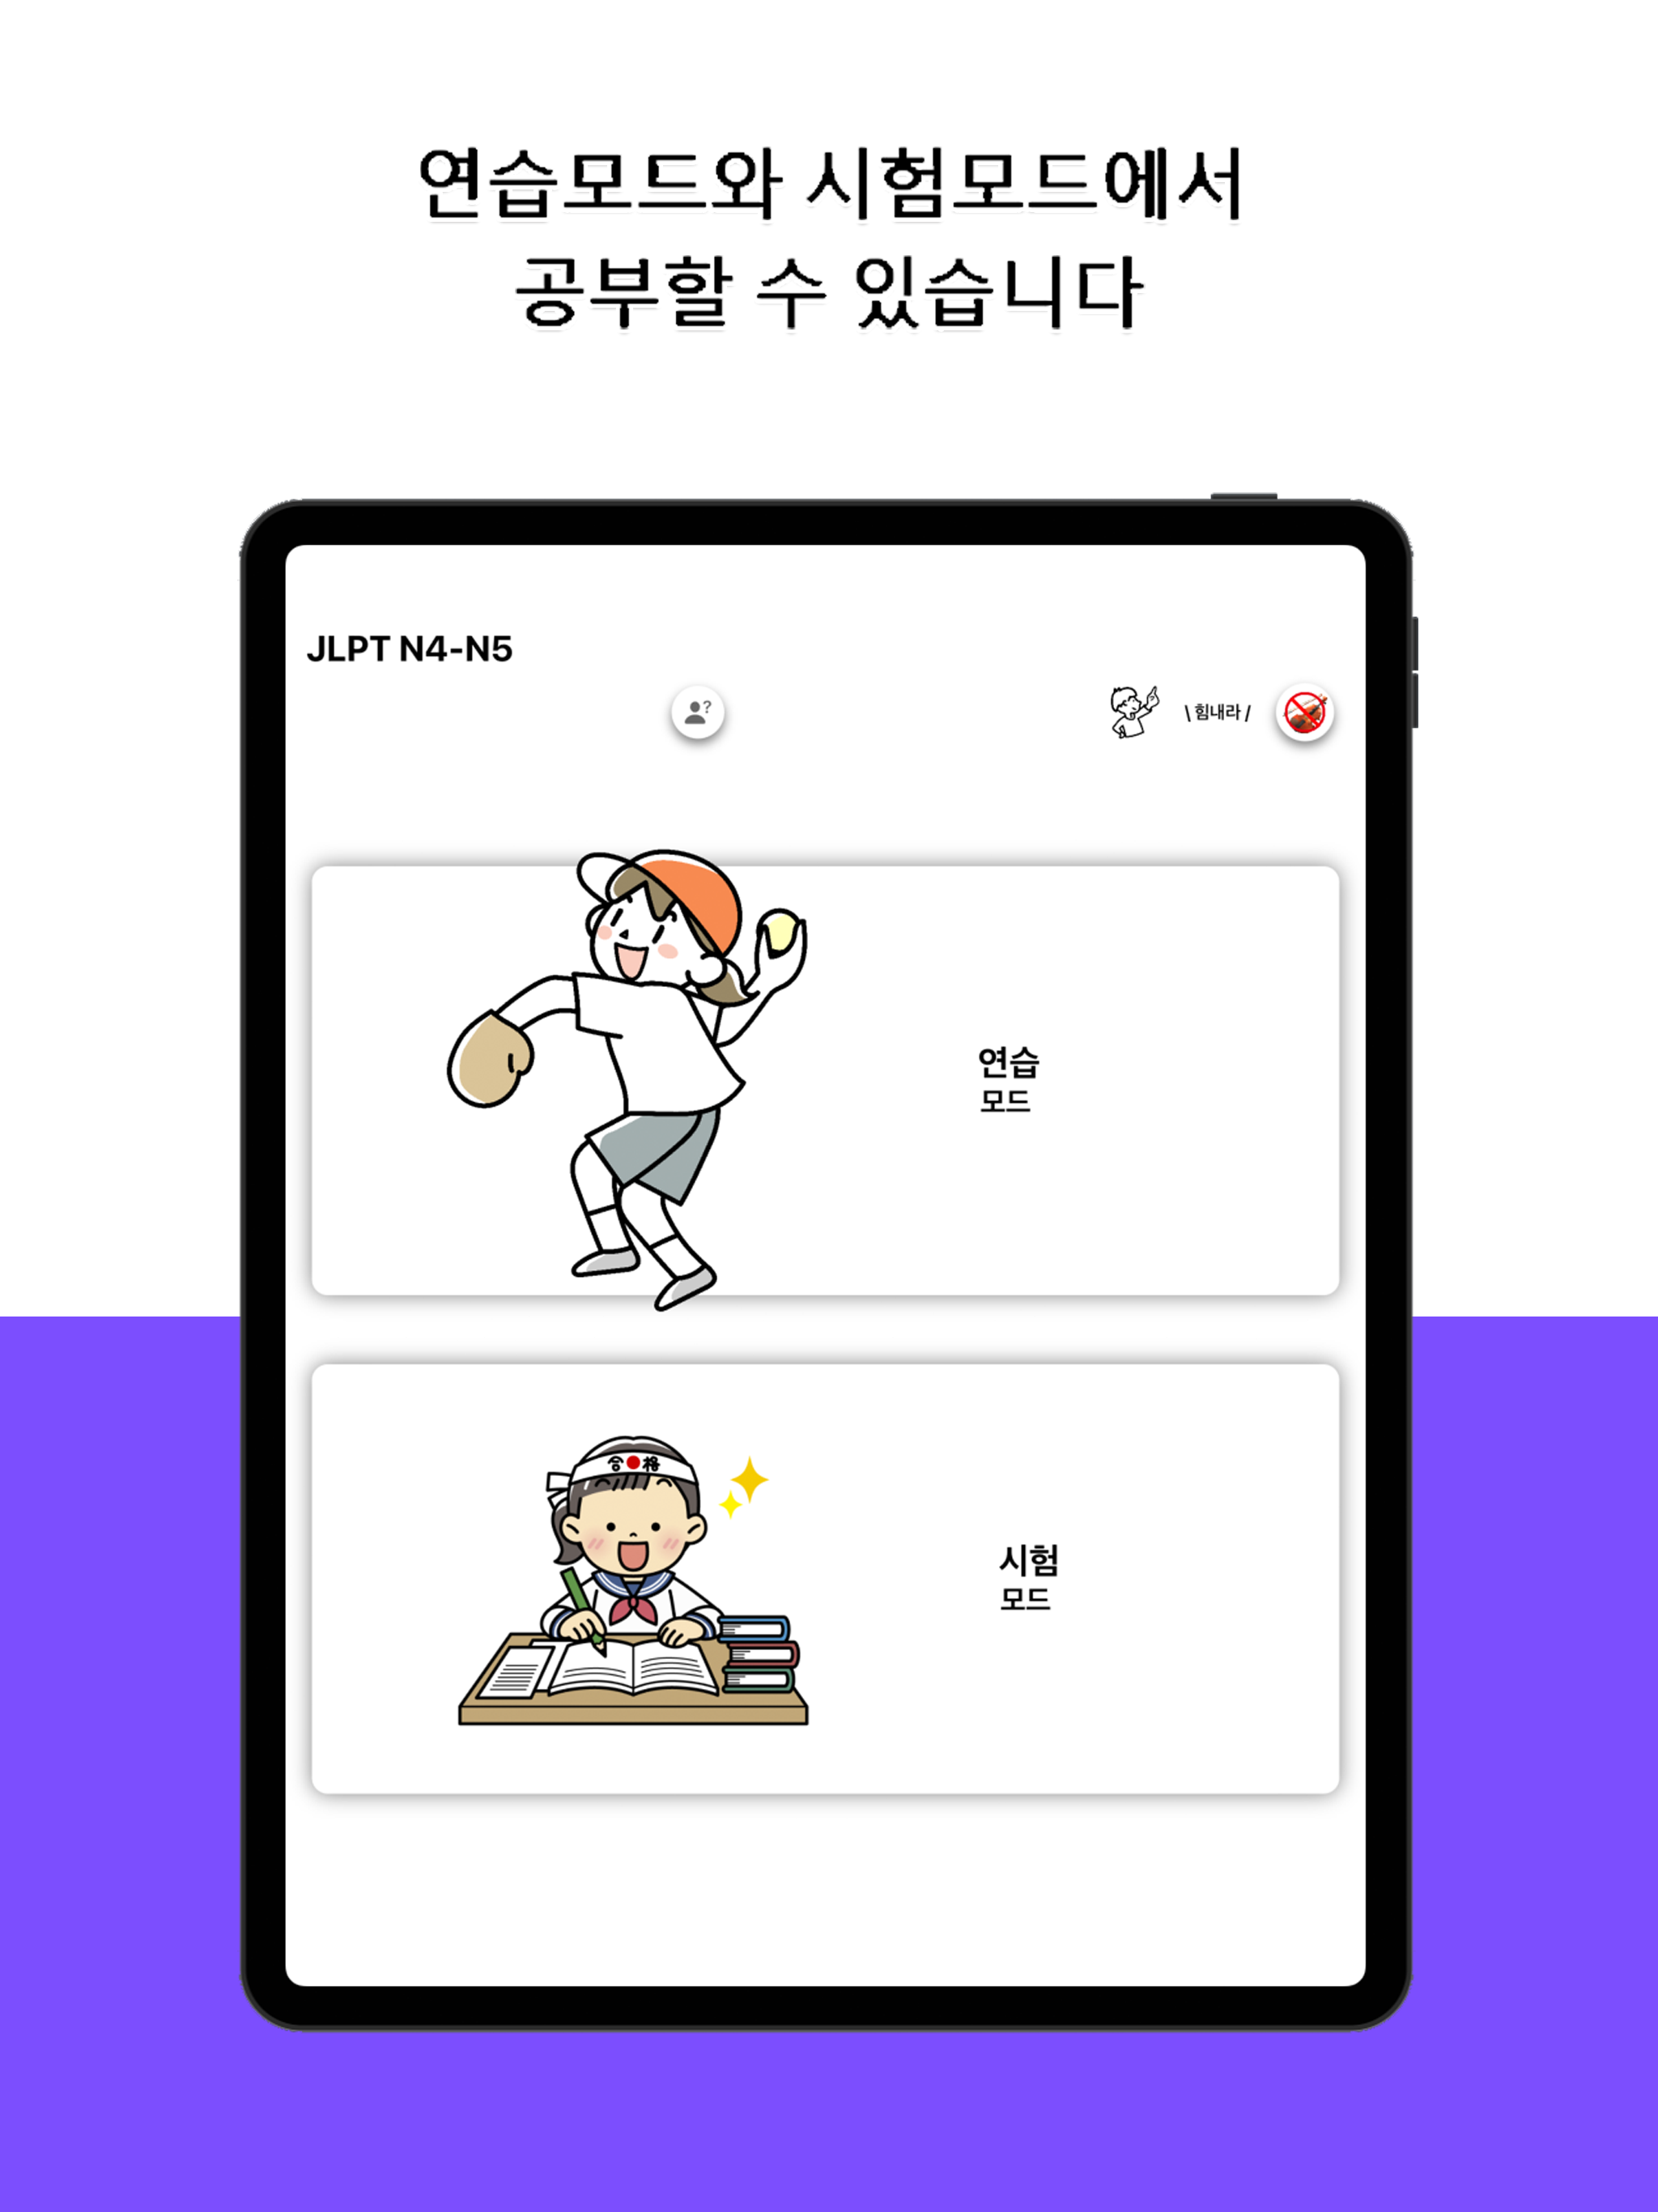 연습모드와 시험모드에서
공부할 수 있습니다
JLPT N4-N5
\ 힘내라 /
연습
모드
合格
시험
모드